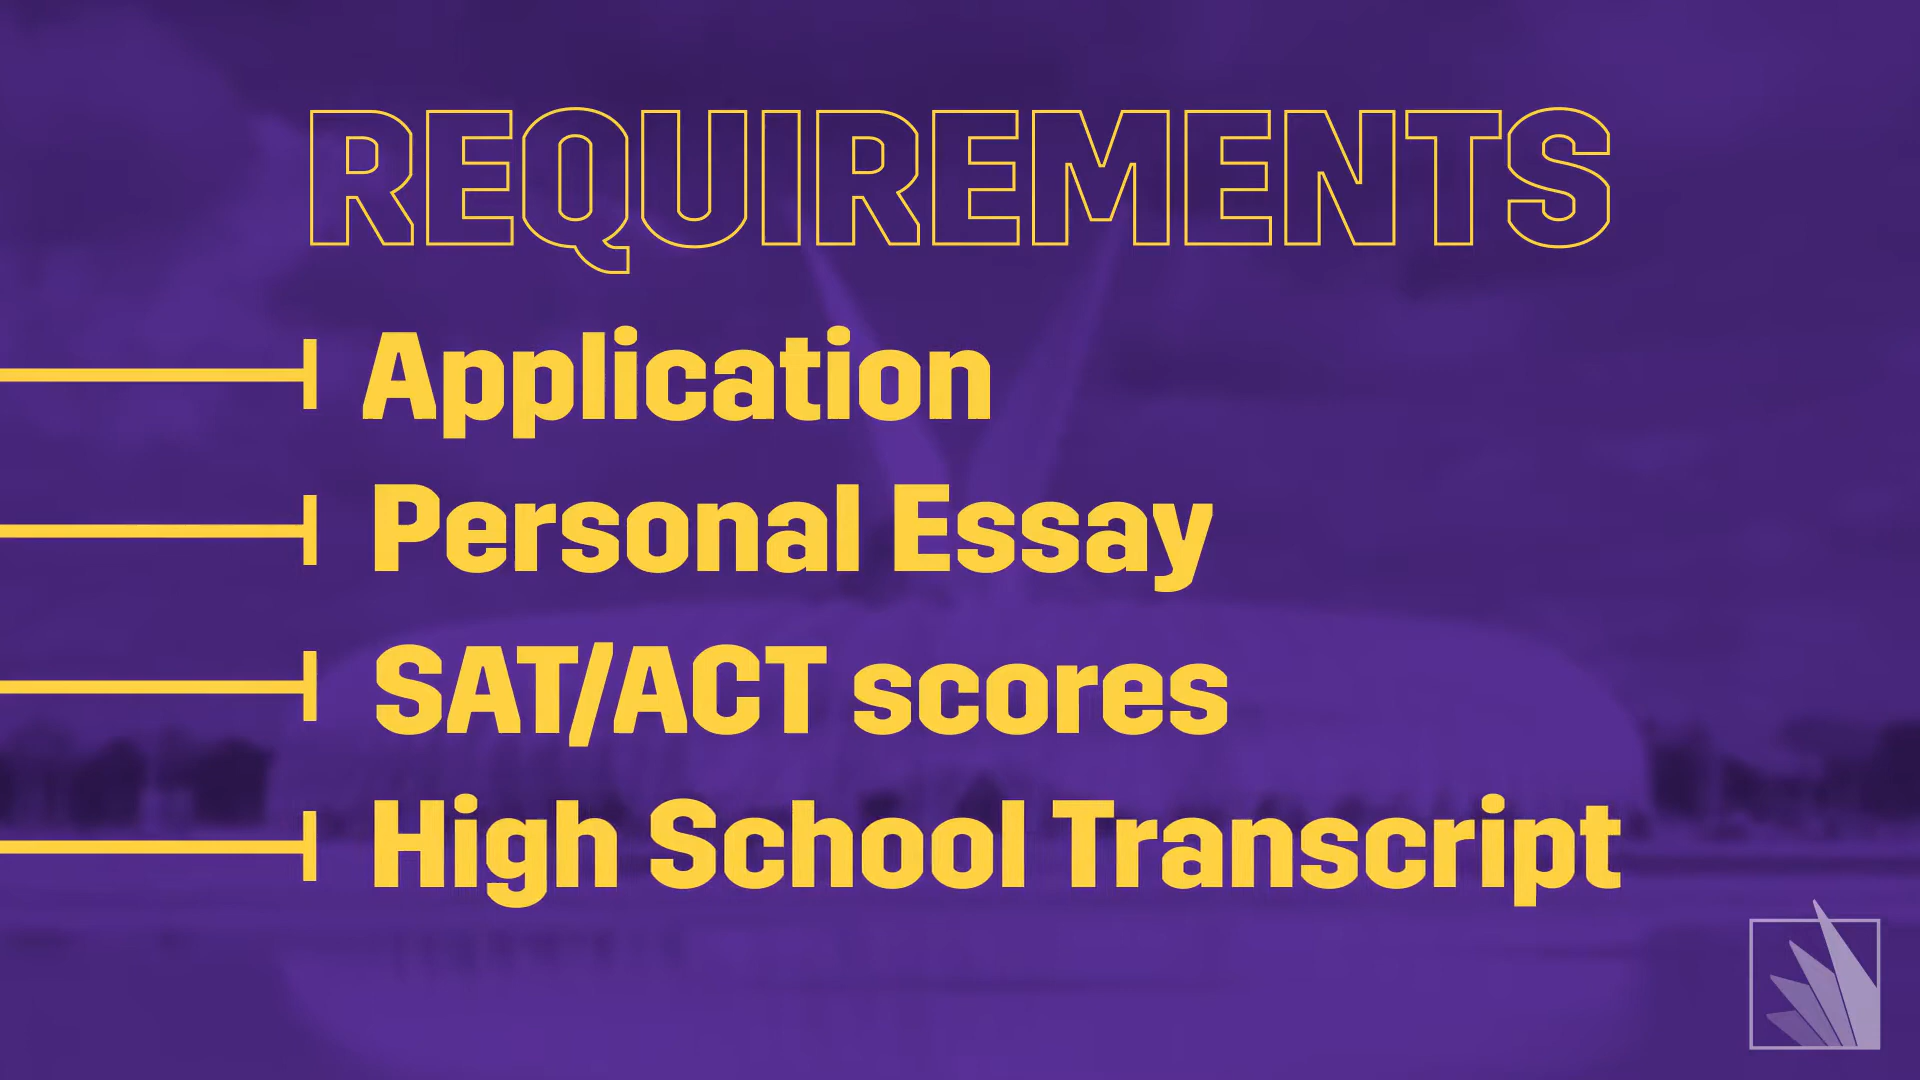 REQUIREMENTS
Application
Personal Essay
SAT/ACT scores
High School Transcript